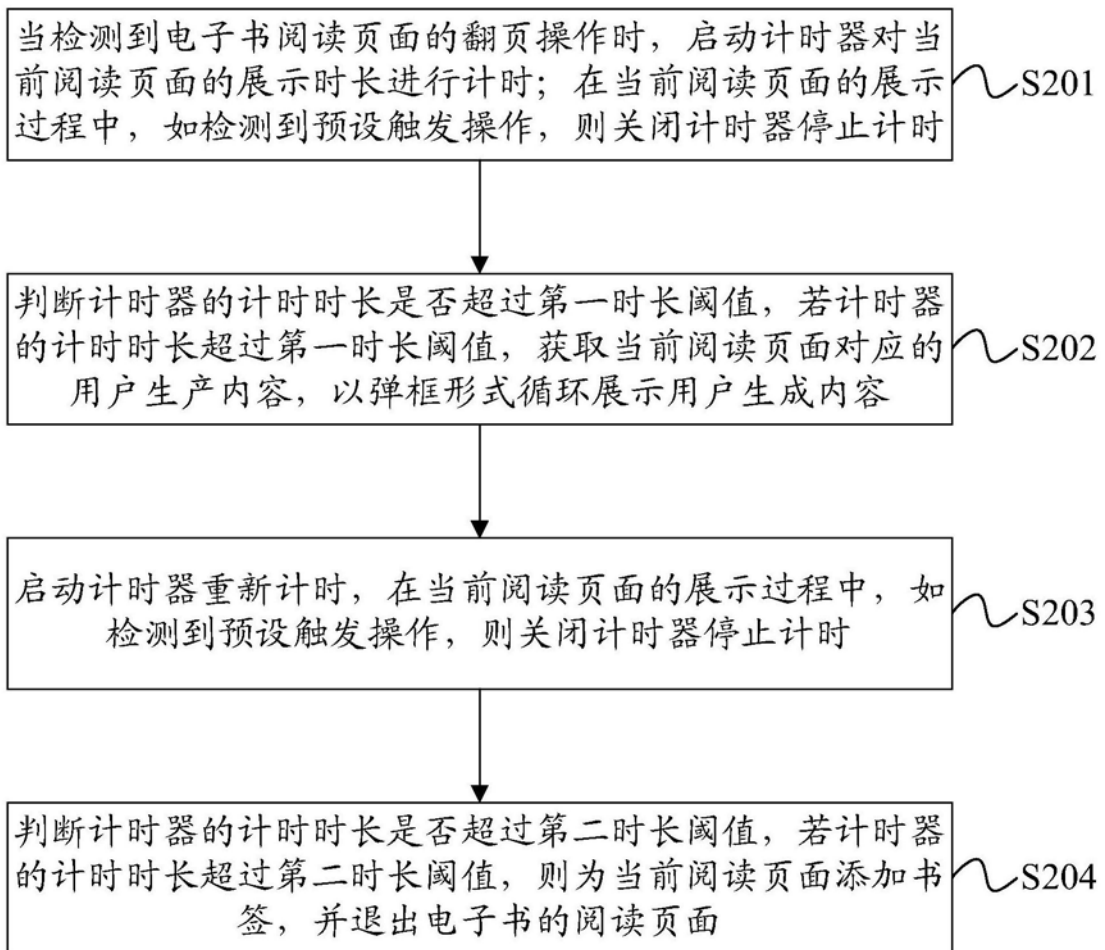 当检测到电子书阅读页面的翻页操作时，启动计时器对当
前阅读页面的展示时长进行计时；在当前阅读页面的展示
过程中，如检测到预设触发操作，则关闭计时器停止计时
S201
判断计时器的计时时长是否超过第一时长阈值，若计时器
的计时时长超过第一时长阈值，获取当前阅读页面对应的
用户生产内容，以弹框形式循环展示用户生成内容
S202
启动计时器重新计时，在当前阅读页面的展示过程中，如
检测到预设触发操作，则关闭计时器停止计时
S203
判断计时器的计时时长是否超过第二时长阈值，若计时器
的计时时长超过第二时长阈值，则为当前阅读页面添加书
签，并退出电子书的阅读页面
S204